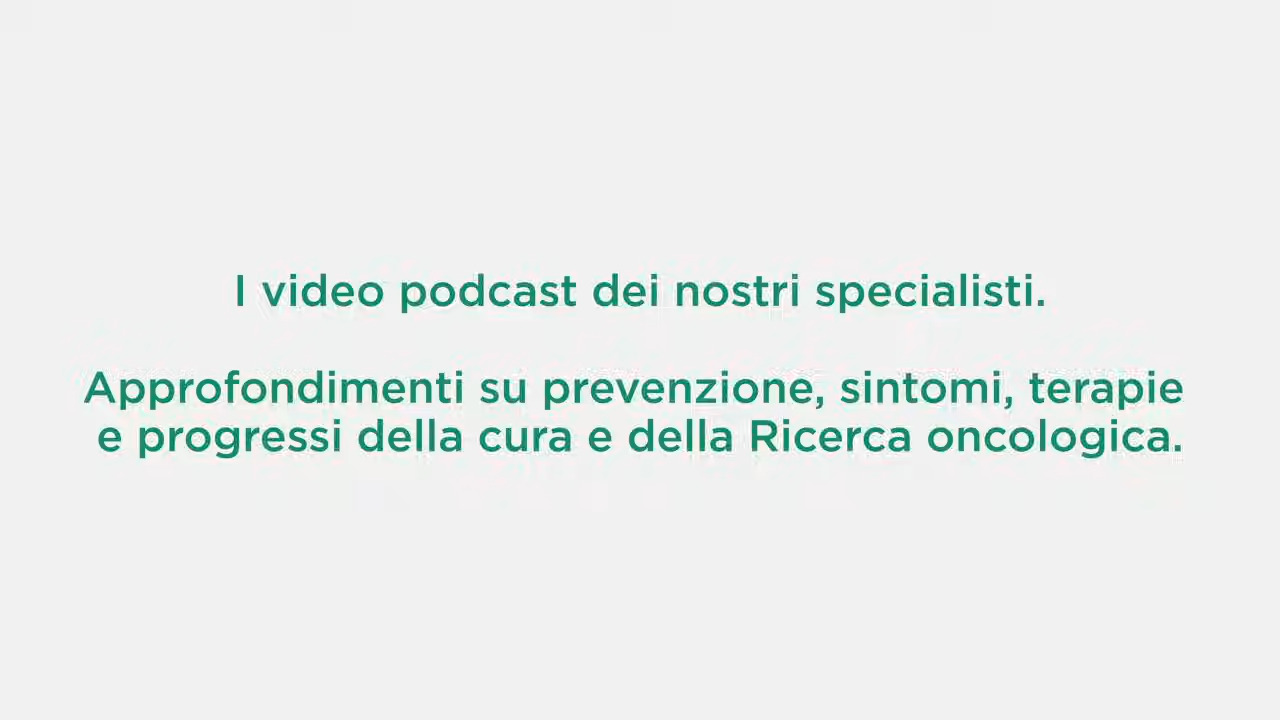 I video podcast dei nostri specialisti.
Approfondimenti su prevenzione, sintomi, terapie
e progressi della cura e della Ricerca oncologica.